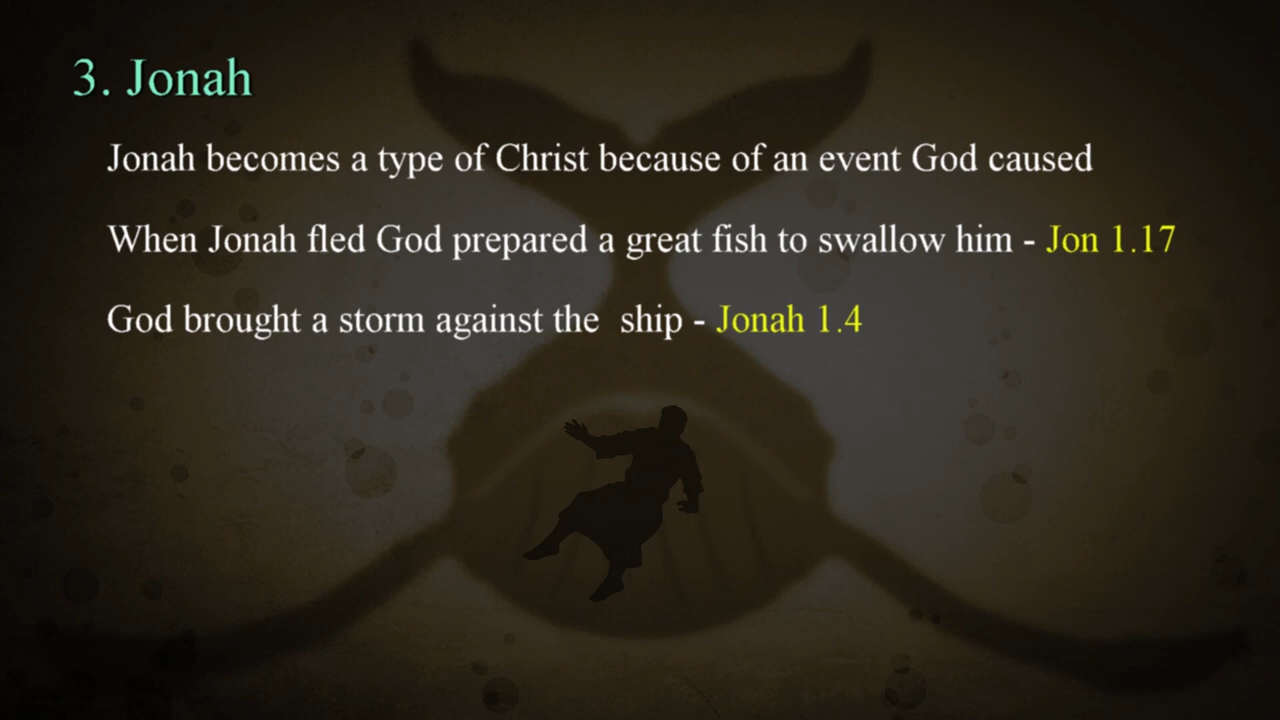 3. Jonah
Jonah becomes a type of Christ because of an event God caused
When Jonah fled God prepared a great fish to swallow him - Jon 1.17
God brought a storm against the  ship - Jonah 1.4